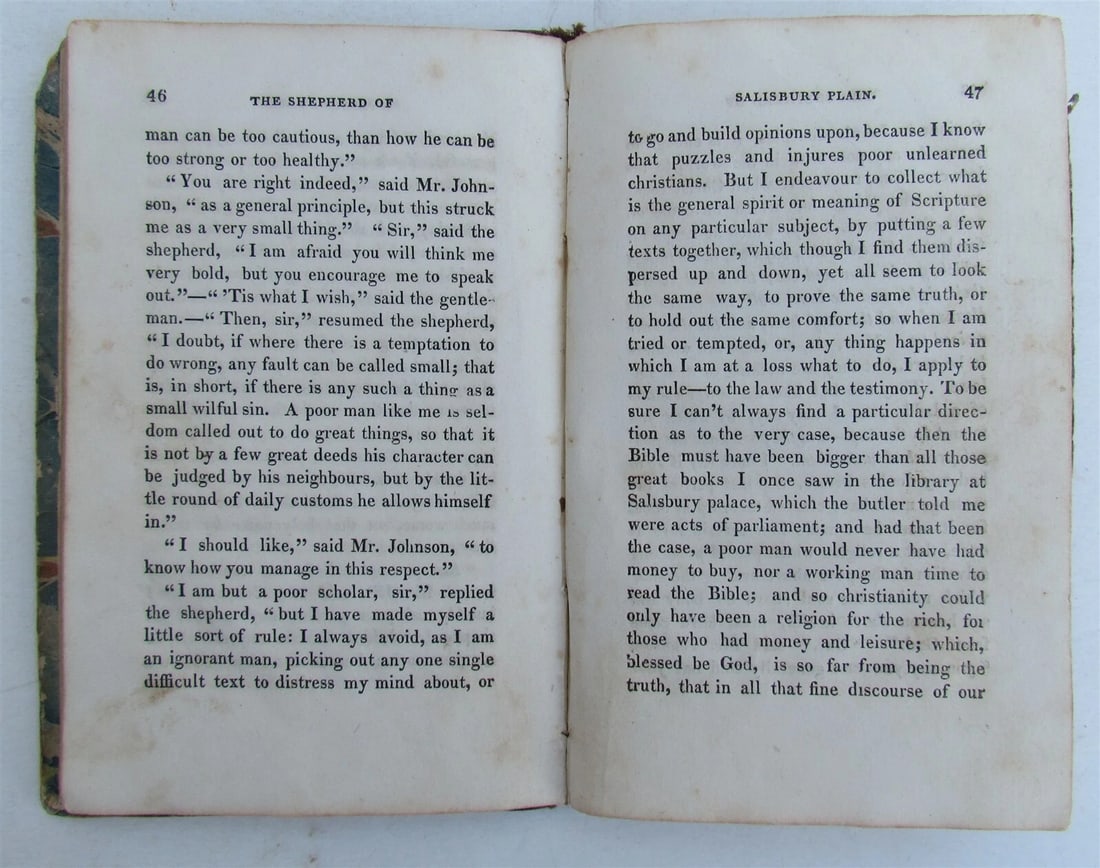 46
THE SHEPHERD OF
man can be too cautious, than how he can be
too strong or too healthy.”
“ You are right indeed,” said Mr. John-
son, “ as a general principle, but this struck
me as a very small thing.” “ Sir,” said the
shepherd, “ I am afraid you will think me
very bold, but you encourage me to speak
out.”—“ ’Tis what I wish,” said the gentle-
man.—“ Then, sir,” resumed the shepherd,
“ I doubt, if where there is a temptation to
do wrong, any fault can be called small; that
is, in short, if there is any such a thing as a
small wilful sin. A poor man like me is sel-
dom called out to do great things, so that it
is not by a few great deeds his character can
be judged by his neighbours, but by the lit-
tle round of daily customs he allows himself
in.”
“ I should like,” said Mr. Johnson, “ to
know how you manage in this respect.”
“ I am but a poor scholar, sir,” replied
the shepherd, “ but I have made myself a
little sort of rule: I always avoid, as I am
an ignorant man, picking out any one single
difficult text to distress my mind about, or
SALISBURY PLAIN.
47
to go and build opinions upon, because I know
that puzzles and injures poor unlearned
christians. But I endeavour to collect what
is the general spirit or meaning of Scripture
on any particular subject, by putting a few
texts together, which though I find them dis-
persed up and down, yet all seem to look
the same way, to prove the same truth, or
to hold out the same comfort; so when I am
tried or tempted, or, any thing happens in
which I am at a loss what to do, I apply to
my rule—to the law and the testimony. To be
sure I can’t always find a particular direc-
tion as to the very case, because then the
Bible must have been bigger than all those
great books I once saw in the library at
Salisbury palace, which the butler told me
were acts of parliament; and had that been
the case, a poor man would never have had
money to buy, nor a working man time to
read the Bible; and so christianity could
only have been a religion for the rich, for
those who had money and leisure; which,
blessed be God, is so far from being the
truth, that in all that fine discourse of our